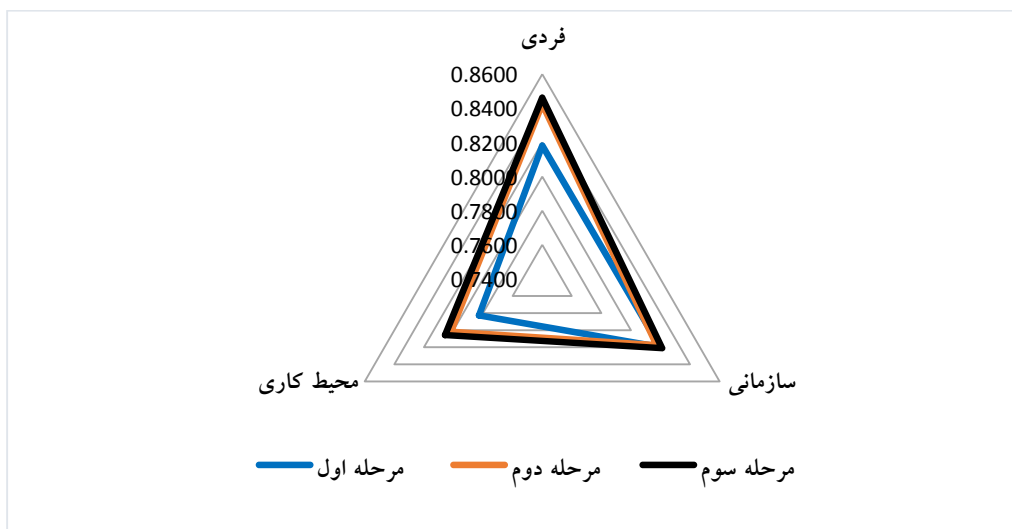 فردی
0.8600
0.8400
0.8200
0.8000
0.7800
0.7600
0.7400
سازمانی
محیط کاری
مرحله اول
مرحله دوم
مرحله سوم